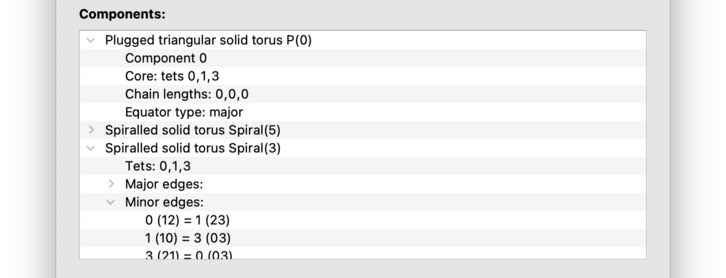 Components:
Plugged triangular solid torus P(0)
Component 0
Core: tets 0,1,3
Chain lengths: 0,0,0
Equator type: major
Spiralled solid torus Spiral(5)
Spiralled solid torus Spiral(3)
Tets: 0,1,3
Major edges:
Minor edges:
0 (12) = 1 (23)
1 (10) = 3 (03)
3 (21) = 0 (03)